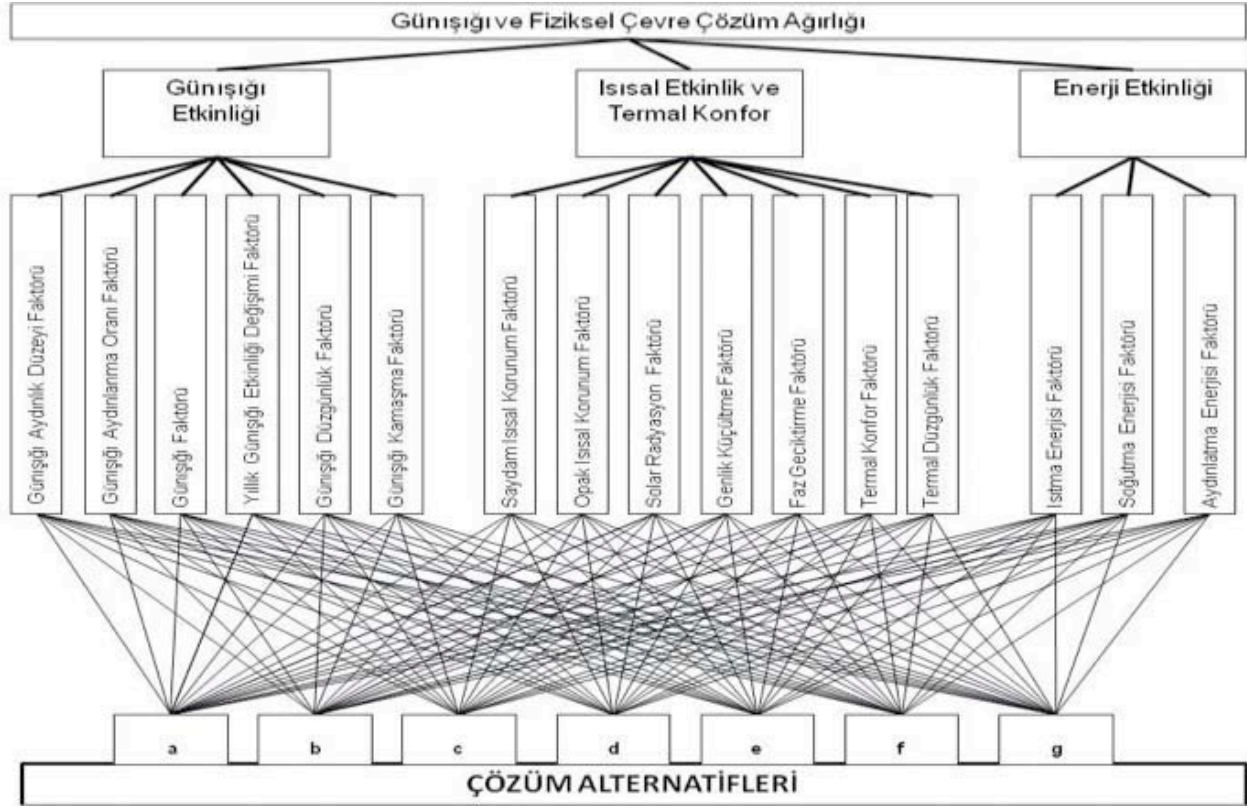 Günışığı ve Fiziksel Çevre Çözüm Ağırlığı
Günışığı
Etkinliği
Isısal Etkinlik ve
Termal Konfor
Enerji Etkinliği
Günışığı Aydınlık Düzeyi Faktörü
Günışığı Aydınlanma Oranı Faktörü
Günışığı Faktörü
Yıllık Günışığı Etkinliği Değişimi Faktörü
Günışığı Düzgünlük Faktörü
Günışığı Kamaşma Faktörü
Saydam Isısal Korunum Faktörü
Opak Isısal Korunum Faktörü
Solar Radyasyon Faktörü
Genlik Küçültme Faktörü
Faz Geciktirme Faktörü
Termal Konfor Faktörü
Termal Düzgünlük Faktörü
Isıtma Enerjisi Faktörü
Soğutma Enerjisi Faktörü
Aydınlatma Enerjisi Faktörü
a
b
c
d
e
f
g
ÇÖZÜM ALTERNATİFLERİ